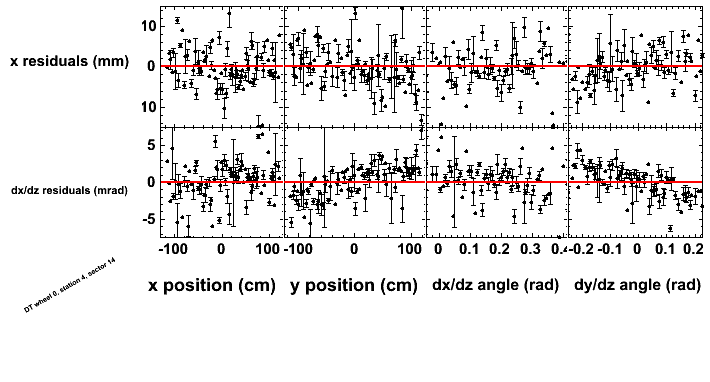 10
x residuals (mm) 0
10
5
dx/dz residuals (mrad) 0
-5
-100 0 100 -100 0 100 0 0.1 0.2 0.3 0.4 -0.2 -0.1 0 0.1 0.2
x position (cm) y position (cm) dx/dz angle (rad) dy/dz angle (rad)
DT wheel 0, station 4, sector 14